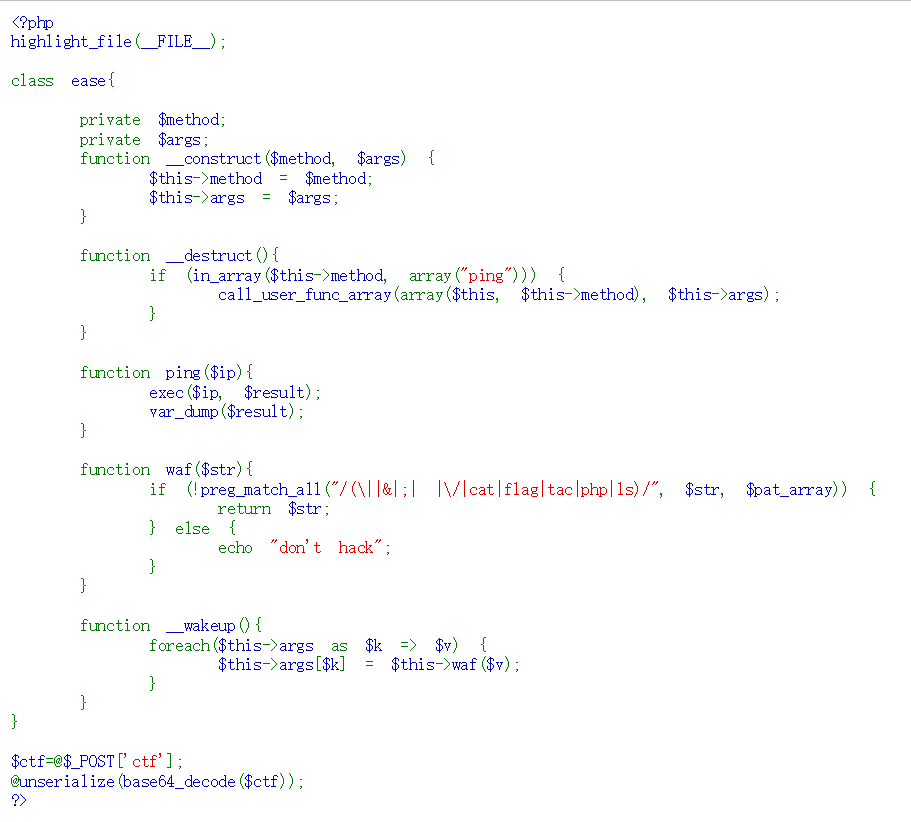 <?php
highlight_file(__FILE__);
class ease{
private $method;
private $args;
function __construct($method, $args) {
$this->method = $method;
$this->args = $args;
}
function __destruct(){
if (in_array($this->method, array("ping"))) {
call_user_func_array(array($this, $this->method), $this->args);
}
}
function ping($ip){
exec($ip, $result);
var_dump($result);
}
function waf($str){
if (!preg_match_all("/(\||&|;| |\/|cat|flag|tac|php|ls)/", $str, $pat_array)) {
return $str;
} else {
echo "don't hack";
}
}
function __wakeup(){
foreach($this->args as $k => $v) {
$this->args[$k] = $this->waf($v);
}
}
}
$ctf=@$_POST['ctf'];
@unserialize(base64_decode($ctf));
?>